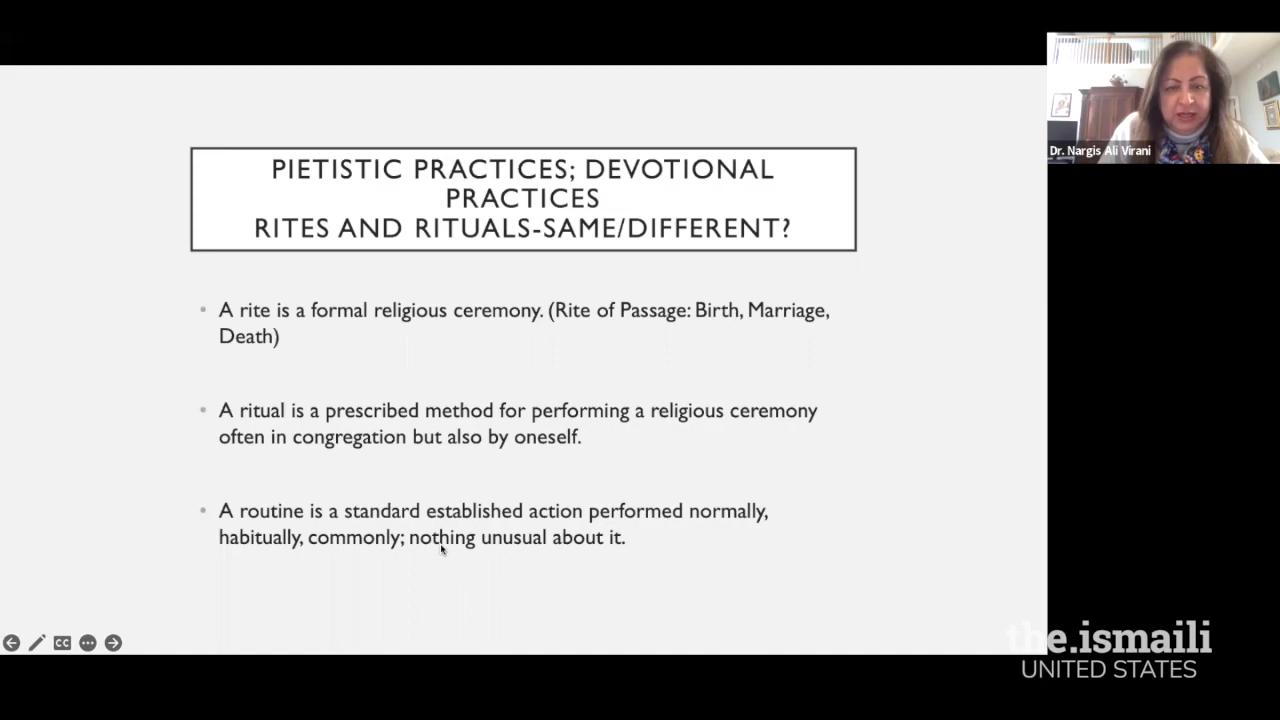 PIETISTIC PRACTICES; DEVOTIONAL
PRACTICES
RITES AND RITUALS-SAME/DIFFERENT?
• A rite is a formal religious ceremony. (Rite of Passage: Birth, Marriage,
Death)
• A ritual is a prescribed method for performing a religious ceremony
often in congregation but also by oneself.
• A routine is a standard established action performed normally,
habitually, commonly; nothing unusual about it.
Dr. Nargis Ali Virani
CC
the.ismaili
UNITED STATES